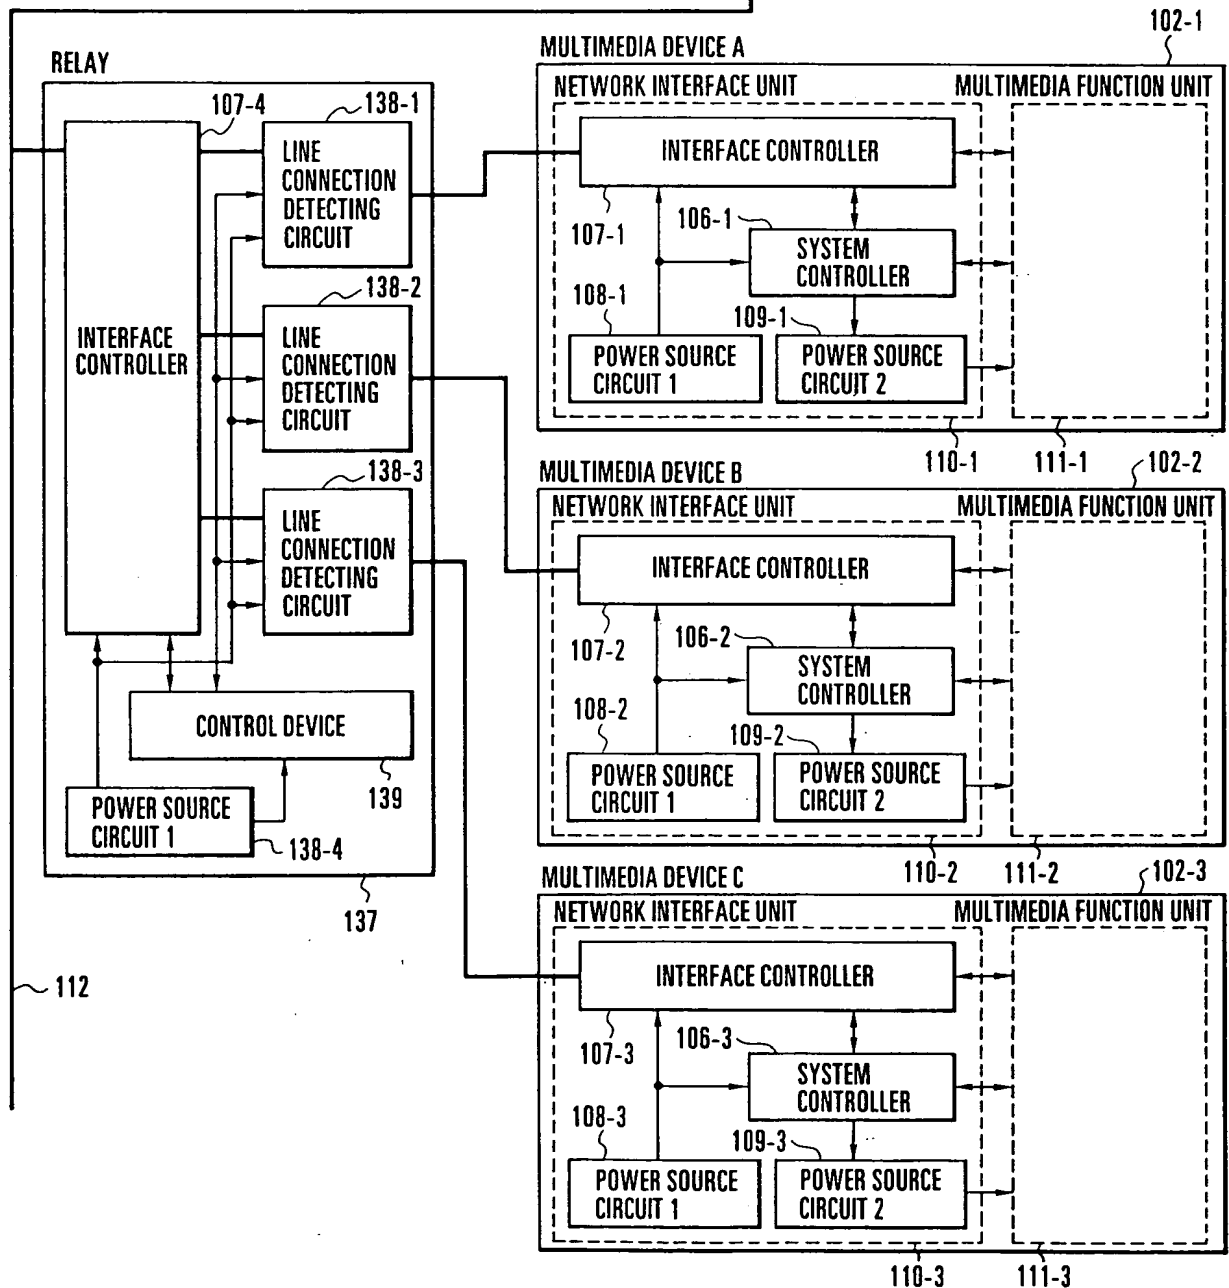 RELAY
107-4
138-1
LINE
CONNECTION
DETECTING
CIRCUIT
138-2
INTERFACE
CONTROLLER
LINE
CONNECTION
DETECTING
CIRCUIT
138-3
LINE
CONNECTION
DETECTING
CIRCUIT
CONTROL DEVICE
139
POWER SOURCE
CIRCUIT 1
138-4
137
112
MULTIMEDIA DEVICE A
102-1
NETWORK INTERFACE UNIT
MULTIMEDIA FUNCTION UNIT
INTERFACE CONTROLLER
107-1
106-1
SYSTEM
CONTROLLER
108-1
109-1
POWER SOURCE
CIRCUIT 1
POWER SOURCE
CIRCUIT 2
110-1
111-1
MULTIMEDIA DEVICE B
102-2
NETWORK INTERFACE UNIT
MULTIMEDIA FUNCTION UNIT
INTERFACE CONTROLLER
107-2
106-2
SYSTEM
CONTROLLER
108-2
109-2
POWER SOURCE
CIRCUIT 1
POWER SOURCE
CIRCUIT 2
110-2
111-2
MULTIMEDIA DEVICE C
102-3
NETWORK INTERFACE UNIT
MULTIMEDIA FUNCTION UNIT
INTERFACE CONTROLLER
107-3
106-3
SYSTEM
CONTROLLER
108-3
109-3
POWER SOURCE
CIRCUIT 1
POWER SOURCE
CIRCUIT 2
110-3
111-3